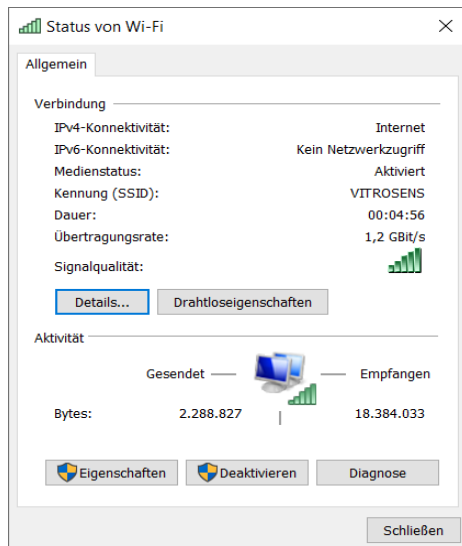 Status von Wi-Fi
Allgemein
Verbindung
IPv4-Konnektivität: Internet
IPv6-Konnektivität: Kein Netzwerkzugriff
Medienstatus: Aktiviert
Kennung (SSID): VITROSENS
Dauer: 00:04:56
Übertragungsrate: 1,2 GBit/s
Signalqualität:
Details... Drahtloseigenschaften
Aktivität
Gesendet Empfangen
Bytes: 2.288.827 18.384.033
Eigenschaften Deaktivieren Diagnose
Schließen